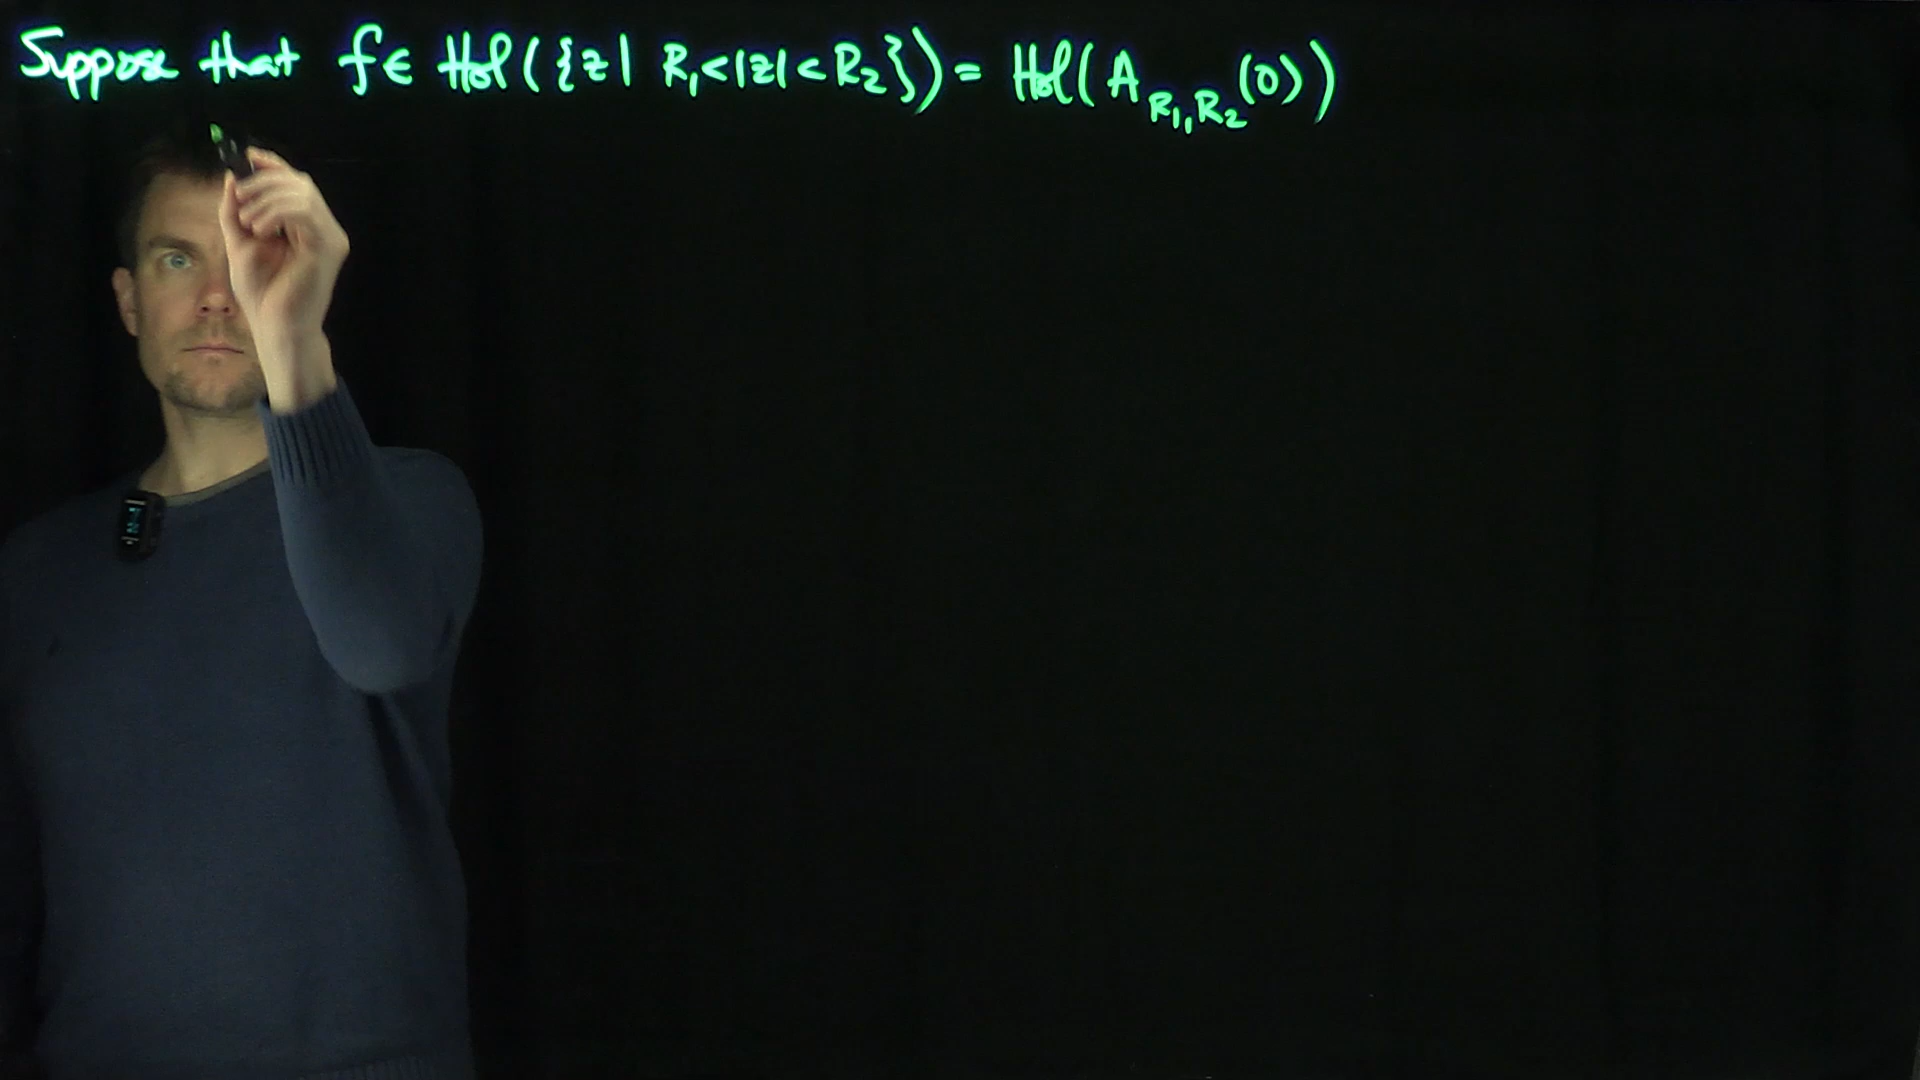 Suppose that f ∈ Hol({z | R₁<|z|<R₂}) = Hol(A_{R₁,R₂}(0))